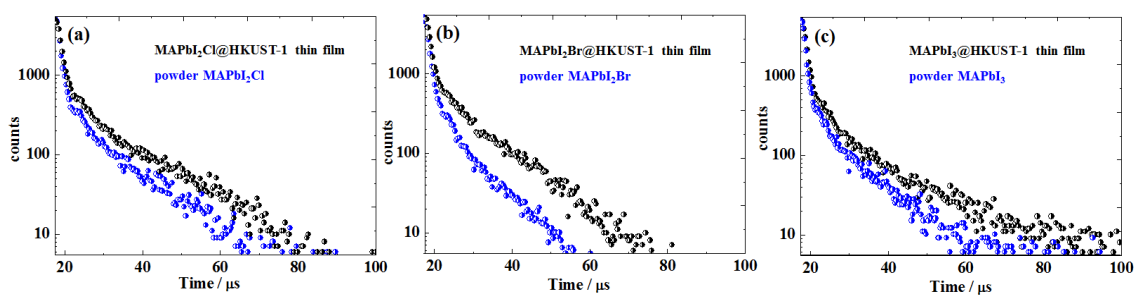 (a)
MAPbI₂Cl@HKUST-1 thin film
powder MAPbI₂Cl
counts
1000
100
10
20 40 60 80 100
Time / μs
(b)
MAPbI₂Br@HKUST-1 thin film
powder MAPbI₂Br
counts
1000
100
10
20 40 60 80 100
Time / μs
(c)
MAPbI₃@HKUST-1 thin film
powder MAPbI₃
counts
1000
100
10
20 40 60 80 100
Time / μs